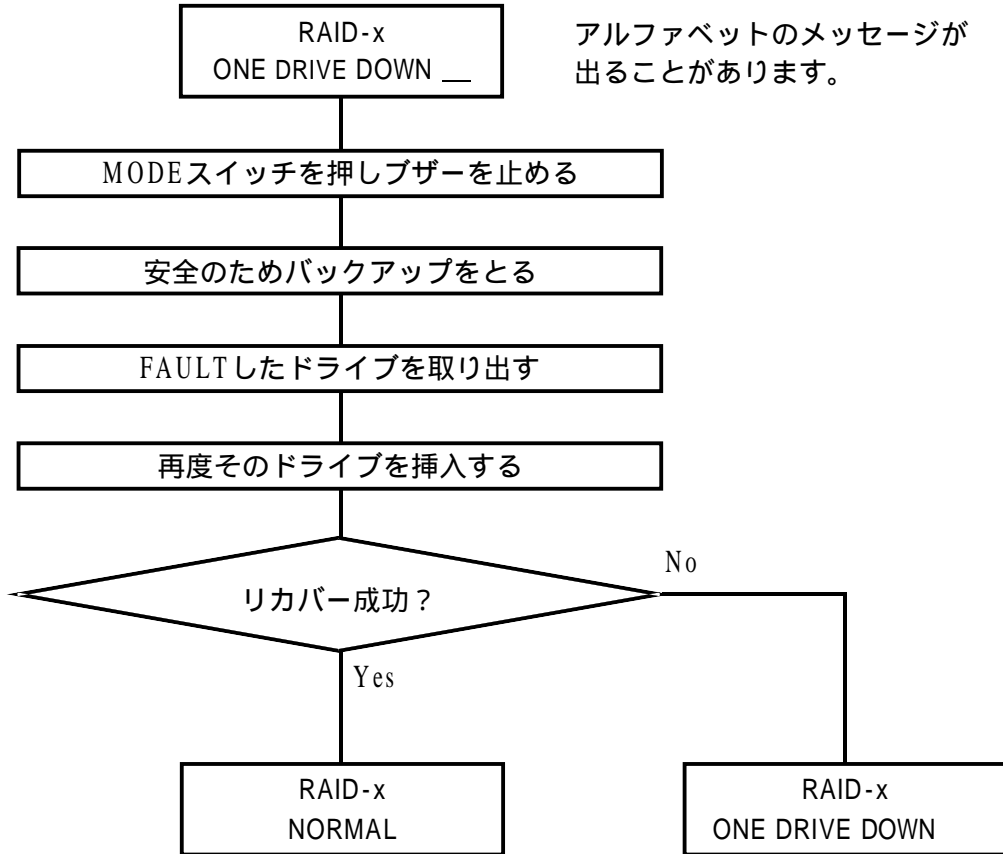 RAID-x
ONE DRIVE DOWN __
アルファベットのメッセージが
出ることがあります。
MODEスイッチを押しブザーを止める
安全のためバックアップをとる
FAULTしたドライブを取り出す
再度そのドライブを挿入する
リカバー成功？
No
Yes
RAID-x
NORMAL
RAID-x
ONE DRIVE DOWN